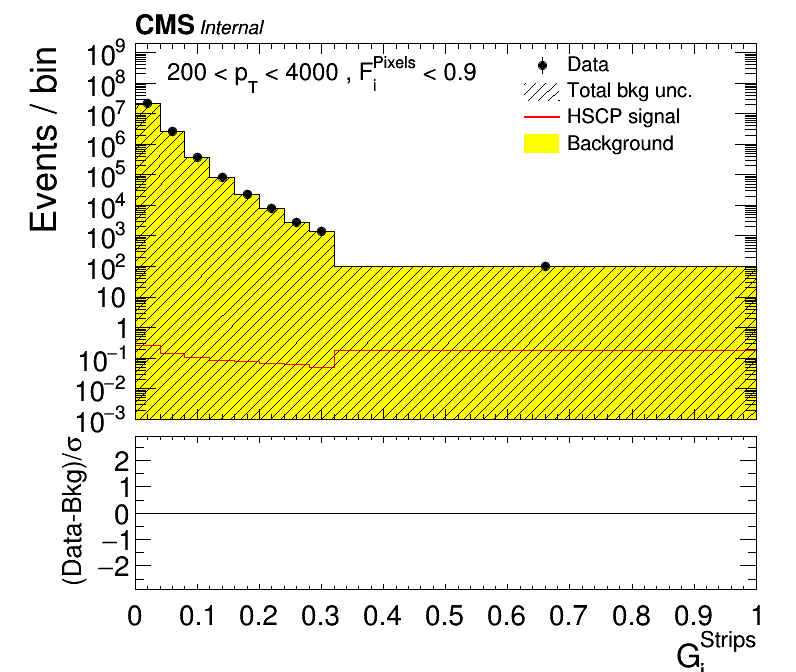 CMS Internal
Events / bin
10^9
10^8
10^7
10^6
10^5
10^4
10^3
10^2
10
1
10^−1
10^−2
10^−3
200 < p_T < 4000 , F_i^Pixels < 0.9
Data
Total bkg unc.
HSCP signal
Background
(Data-Bkg)/σ
2
1
0
−1
−2
0 0.1 0.2 0.3 0.4 0.5 0.6 0.7 0.8 0.9 1
G_i^Strips